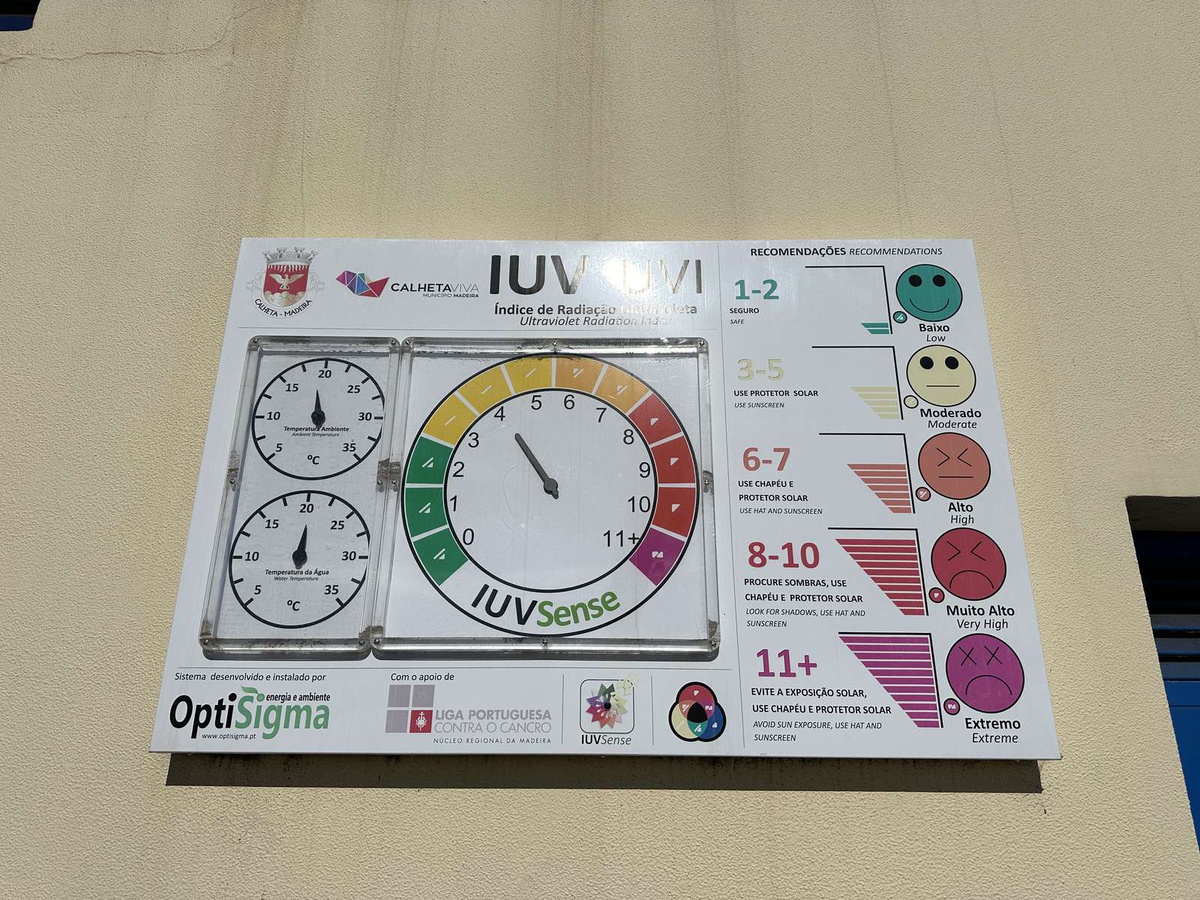 CALHETA - MADEIRA
CALHETAVIVA
MUNICÍPIO MADEIRA
IUV UVI
Índice de Radiação Ultravioleta
Ultraviolet Radiation Index
5
10
15
20
25
30
35
Temperatura Ambiente
Ambient Temperature
ºC
5
10
15
20
25
30
35
Temperatura da Água
Water Temperature
ºC
0
1
2
3
4
5
6
7
8
9
10
11+
IUVSense
Sistema desenvolvido e instalado por
OptiSigma
energia e ambiente
www.optisigma.pt
Com o apoio de
LIGA PORTUGUESA
CONTRA O CANCRO
NÚCLEO REGIONAL DA MADEIRA
IUVSense
RECOMENDAÇÕES RECOMMENDATIONS
1-2
SEGURO
SAFE
Baixo
Low
3-5
USE PROTETOR SOLAR
USE SUNSCREEN
Moderado
Moderate
6-7
USE CHAPÉU E
PROTETOR SOLAR
USE HAT AND SUNSCREEN
Alto
High
8-10
PROCURE SOMBRAS, USE
CHAPÉU E PROTETOR SOLAR
LOOK FOR SHADOWS, USE HAT AND
SUNSCREEN
Muito Alto
Very High
11+
EVITE A EXPOSIÇÃO SOLAR,
USE CHAPÉU E PROTETOR SOLAR
AVOID SUN EXPOSURE, USE HAT AND
SUNSCREEN
Extremo
Extreme